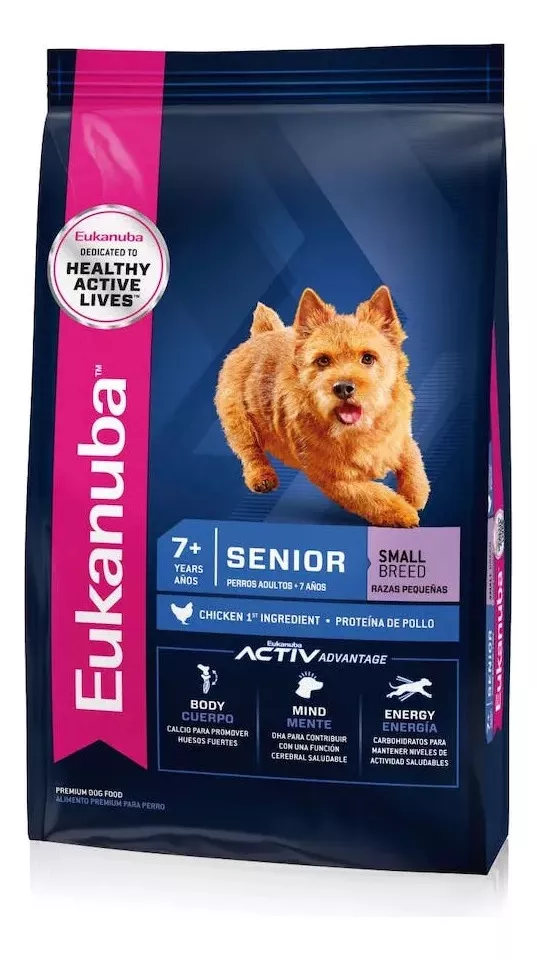 Eukanuba
DEDICATED TO
HEALTHY
ACTIVE
LIVES™
Eukanuba™
7+
YEARS
AÑOS
SENIOR
PERROS ADULTOS + 7 AÑOS
SMALL
BREED
RAZAS PEQUEÑAS
CHICKEN 1ST INGREDIENT • PROTEÍNA DE POLLO
Eukanuba
ACTIV ADVANTAGE
BODY
CUERPO
CALCIO PARA PROMOVER
HUESOS FUERTES
MIND
MENTE
DHA PARA CONTRIBUIR
CON UNA FUNCIÓN
CEREBRAL SALUDABLE
ENERGY
ENERGÍA
CARBOHIDRATOS PARA
MANTENER NIVELES DE
ACTIVIDAD SALUDABLES
PREMIUM DOG FOOD
ALIMENTO PREMIUM PARA PERRO
Eukanuba
SENIOR